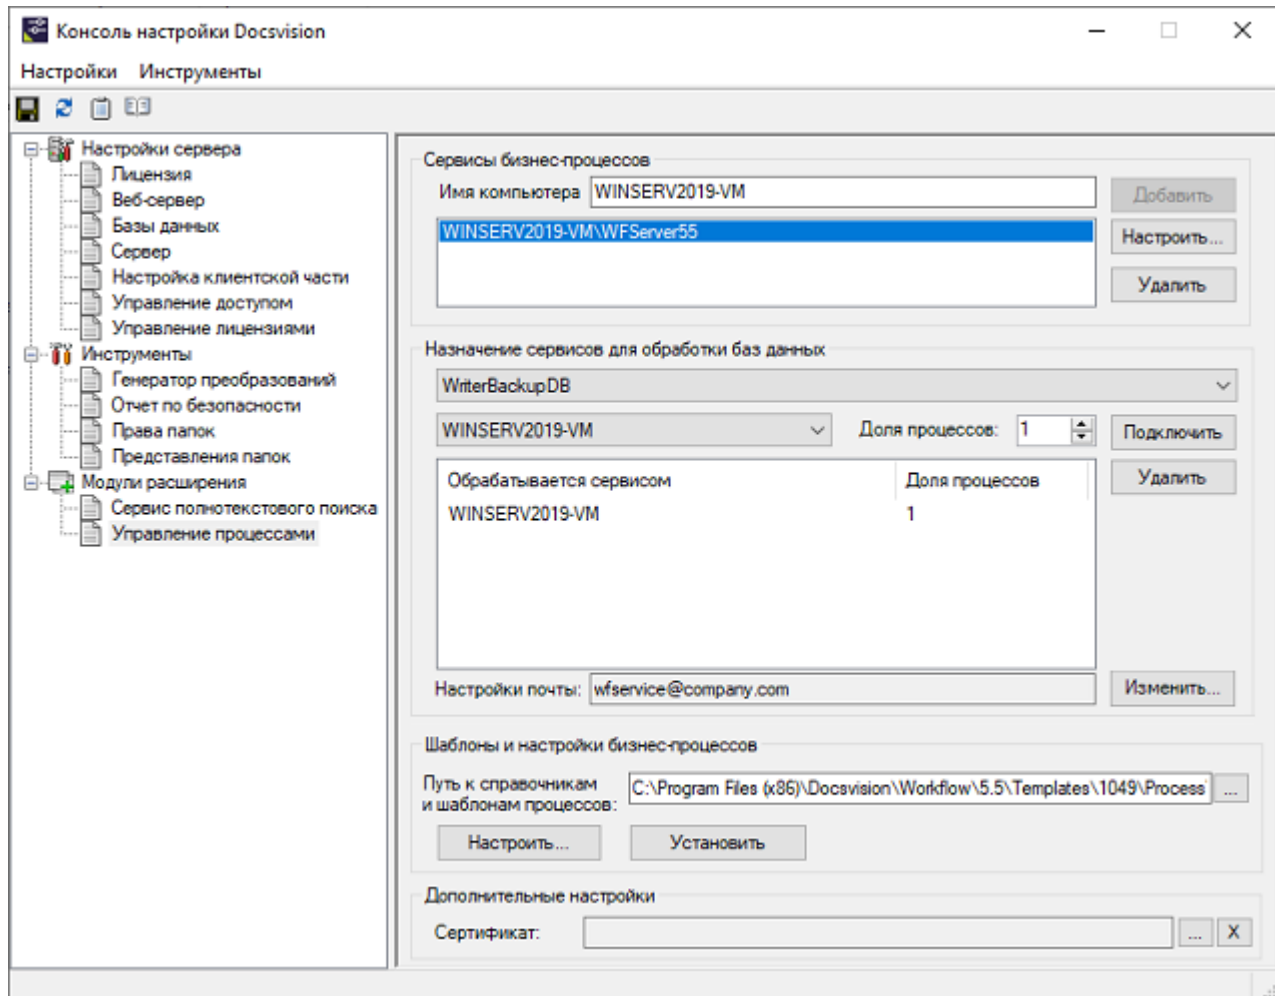 Консоль настройки Docsvision
Настройки Инструменты
Настройки сервера
Лицензия
Веб-сервер
Базы данных
Сервер
Настройка клиентской части
Управление доступом
Управление лицензиями
Инструменты
Генератор преобразований
Отчет по безопасности
Права папок
Представления папок
Модули расширения
Сервис полнотекстового поиска
Управление процессами
Сервисы бизнес-процессов
Имя компьютера WINSERV2019-VM Добавить
WINSERV2019-VM\WFServer55
Настроить...
Удалить
Назначение сервисов для обработки баз данных
WriterBackupDB
WINSERV2019-VM Доля процессов: 1 Подключить
Обрабатывается сервисом Доля процессов Удалить
WINSERV2019-VM 1
Настройки почты: wfservice@company.com Изменить...
Шаблоны и настройки бизнес-процессов
Путь к справочникам
и шаблонам процессов: C:\Program Files (x86)\Docsvision\Workflow\5.5\Templates\1049\Process ...
Настроить... Установить
Дополнительные настройки
Сертификат: ... X